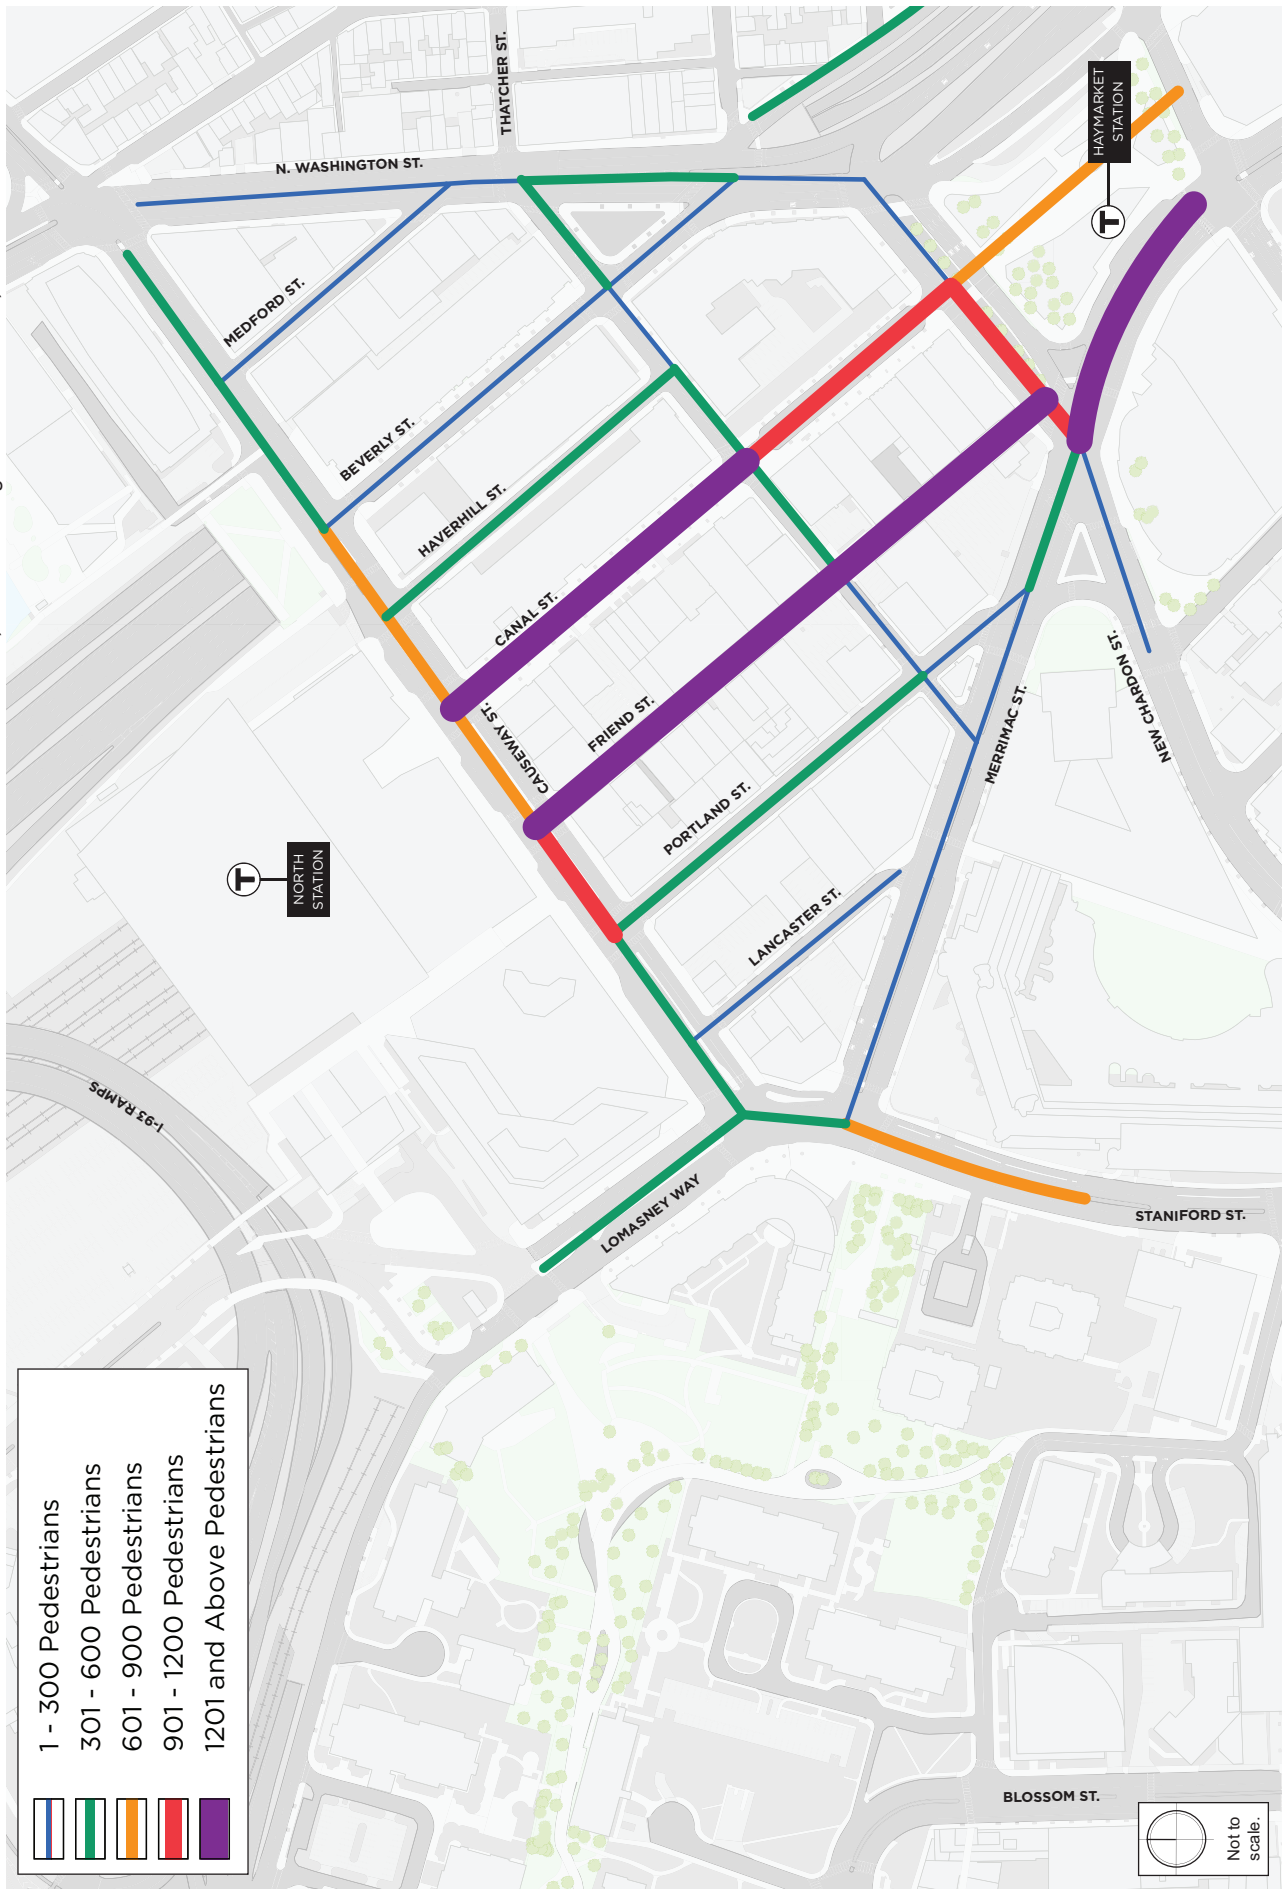 THATCHER ST.
N. WASHINGTON ST.
HAYMARKET
STATION
T
MEDFORD ST.
BEVERLY ST.
HAVERHILL ST.
CANAL ST.
CAUSEWAY ST.
FRIEND ST.
PORTLAND ST.
LANCASTER ST.
MERRIMAC ST.
NEW CHARDON ST.
T
NORTH
STATION
I-93 RAMPS
LOMASNEY WAY
STANIFORD ST.
BLOSSOM ST.
1 - 300 Pedestrians
301 - 600 Pedestrians
601 - 900 Pedestrians
901 - 1200 Pedestrians
1201 and Above Pedestrians
Not to
scale.